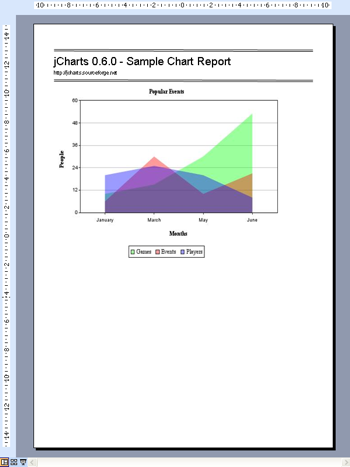 jCharts 0.6.0 - Sample Chart Report
http://jcharts.sourceforge.net
Popular Events
60
48
36
24
12
0
People
January March May June
Months
Games Events Players